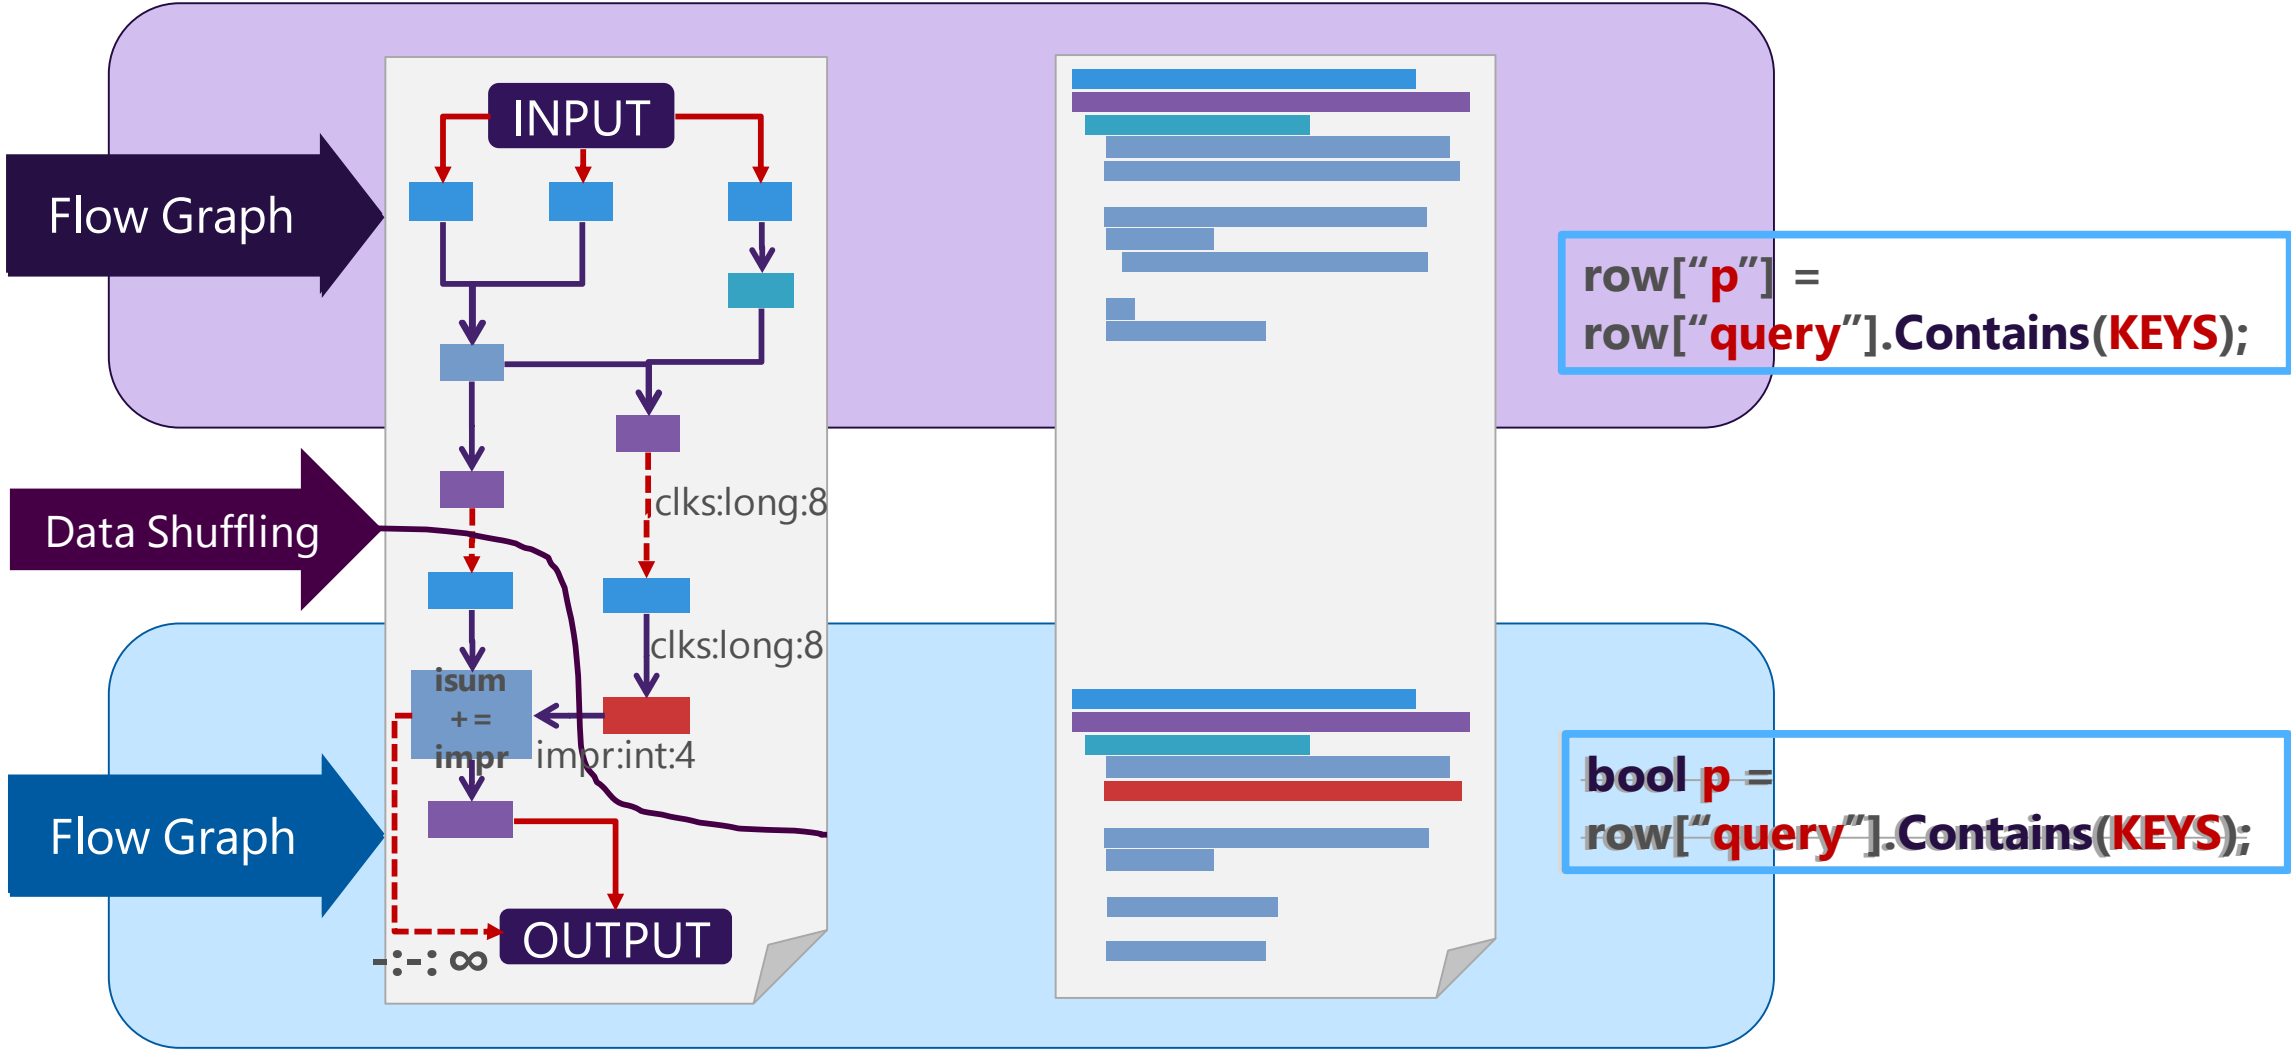 INPUT
Flow Graph
row[“p”] =
row[“query”].Contains(KEYS);
clks:long:8
Data Shuffling
clks:long:8
isum
+=
impr
impr:int:4
bool p =
row[“query”].Contains(KEYS);
Flow Graph
OUTPUT
-:-: ∞